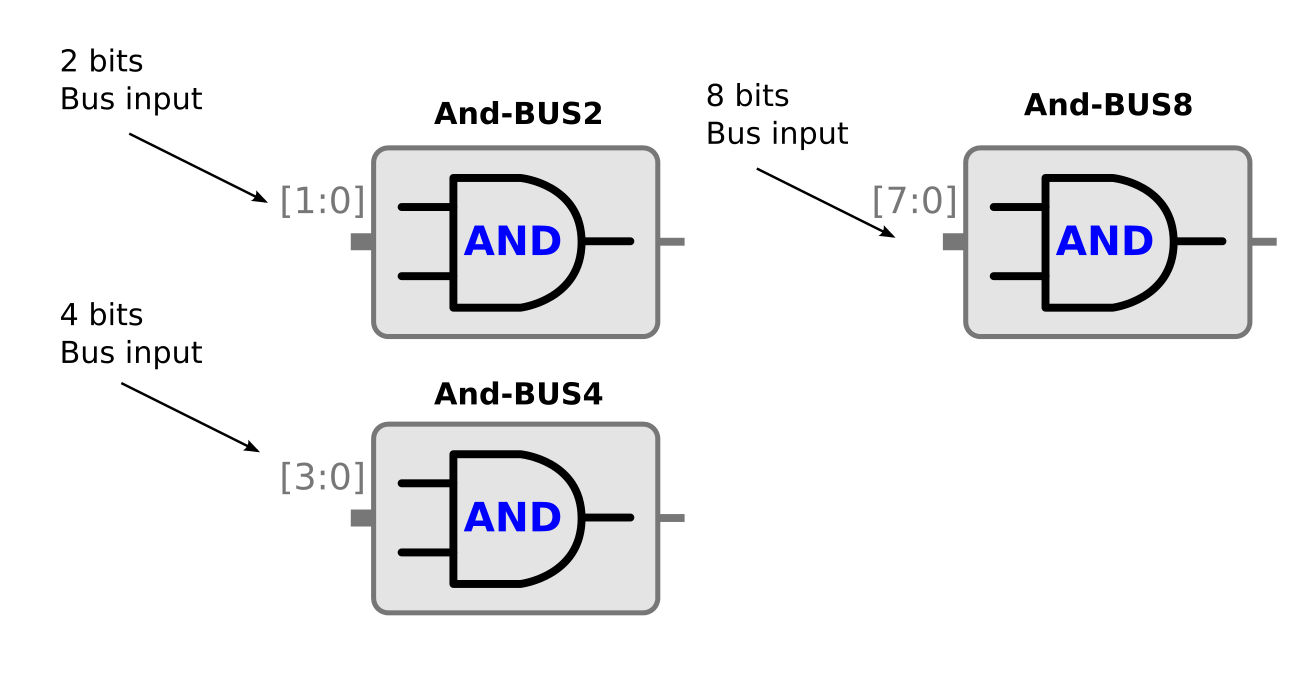 2 bits
Bus input
And-BUS2
[1:0]
AND
8 bits
Bus input
And-BUS8
[7:0]
AND
4 bits
Bus input
And-BUS4
[3:0]
AND